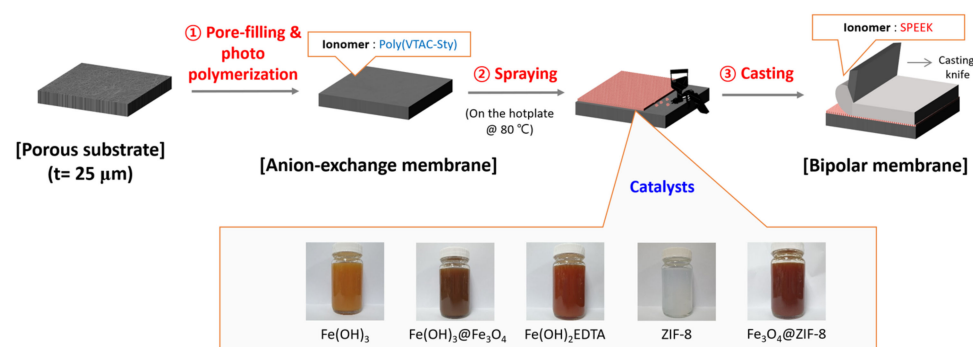 ① Pore-filling &
photo
polymerization
Ionomer : Poly(VTAC-Sty)
② Spraying
(On the hotplate
@ 80 ℃)
③ Casting
Ionomer : SPEEK
Casting
knife
[Porous substrate]
(t= 25 μm)
[Anion-exchange membrane]
[Bipolar membrane]
Catalysts
Fe(OH)₃
Fe(OH)₃@Fe₃O₄
Fe(OH)₂EDTA
ZIF-8
Fe₃O₄@ZIF-8